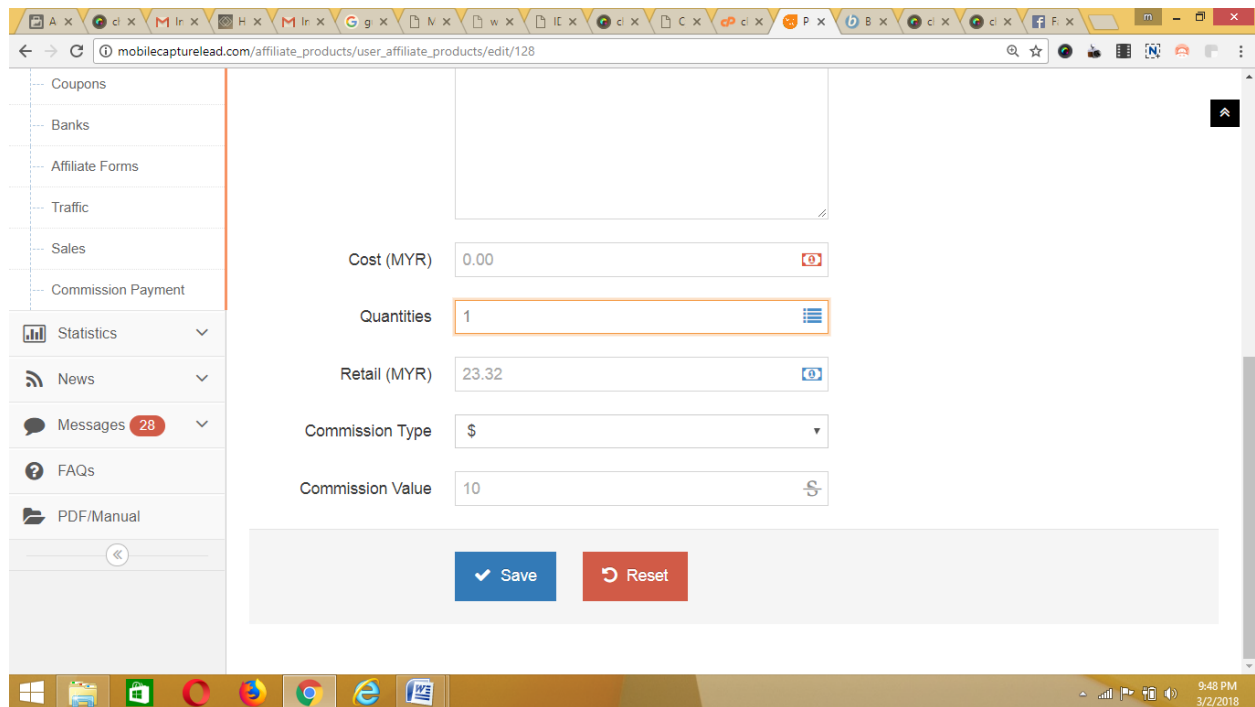 A
Ir
H
Ir
G
F
m
mobilecapturelead.com/affiliate_products/user_affiliate_products/edit/128
Coupons
Banks
Affiliate Forms
Traffic
Sales
Commission Payment
Statistics
News
Messages 28
FAQs
PDF/Manual
Cost (MYR) 0.00
Quantities 1
Retail (MYR) 23.32
Commission Type $
Commission Value 10
Save Reset
9:48 PM
3/2/2018